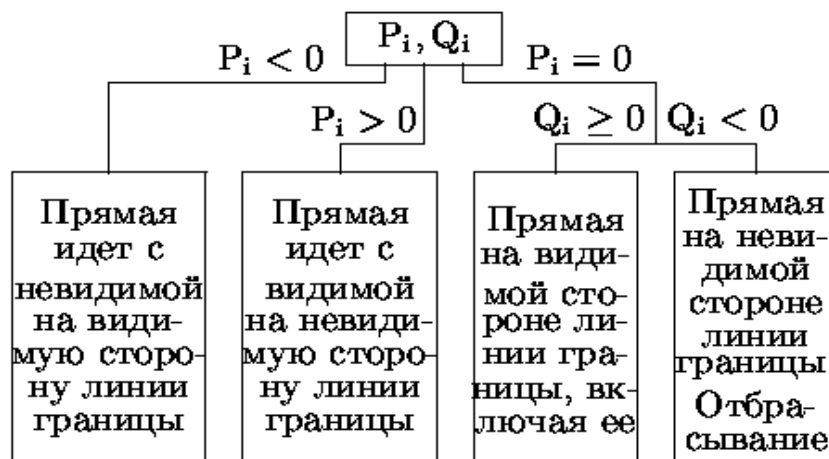 Pᵢ, Qᵢ
Pᵢ < 0
Pᵢ = 0
Pᵢ > 0
Qᵢ ≥ 0
Qᵢ < 0
Прямая
идет с
невидимой
на види-
мую сторо-
ну линии
границы
Прямая
идет с
видимой
на невиди-
мую сторо-
ну линии
границы
Прямая
на види-
мой сто-
роне ли-
нии гра-
ницы, вк-
лючая ее
Прямая
на неви-
димой
стороне
линии
границы
Отбра-
сывание